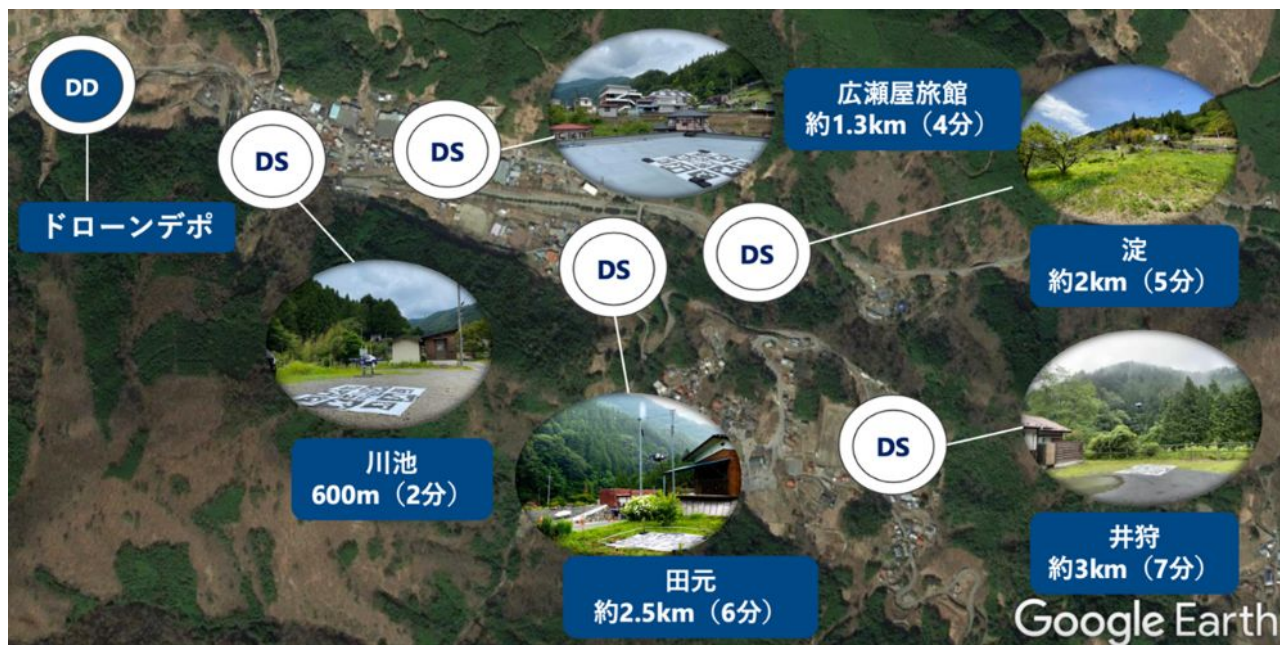 DD
ドローンデポ
DS
川池
600m（2分）
DS
広瀬屋旅館
約1.3km（4分）
DS
田元
約2.5km（6分）
DS
淀
約2km（5分）
DS
井狩
約3km（7分）
Google Earth